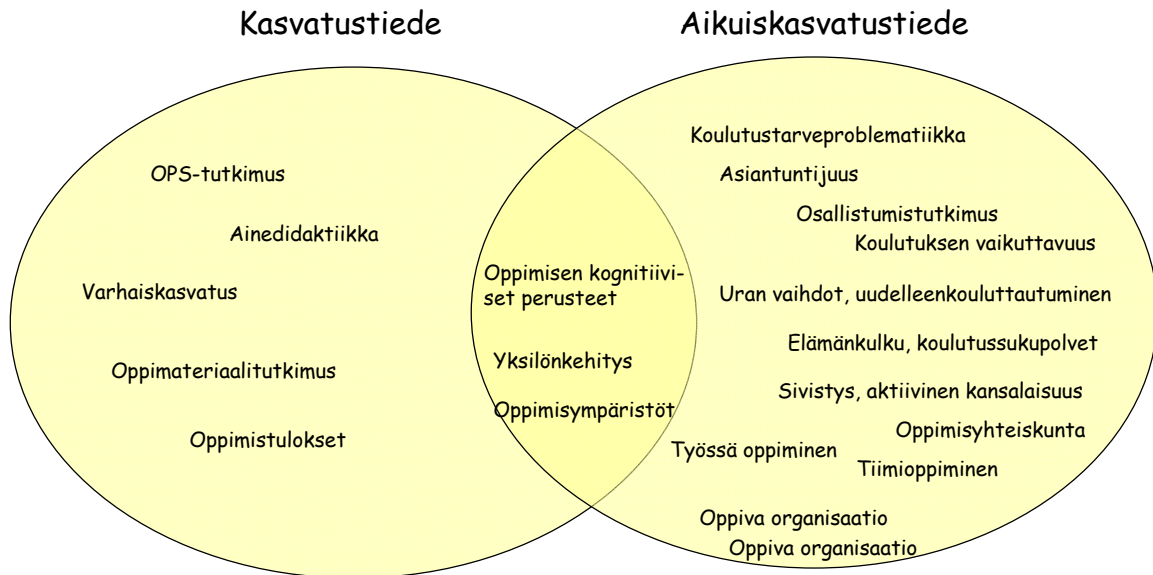 Kasvatustiede
Aikuiskasvatustiede
OPS-tutkimus
Ainedidaktiikka
Varhaiskasvatus
Oppimateriaalitutkimus
Oppimistulokset
Oppimisen kognitiivi-
set perusteet
Yksilönkehitys
Oppimisympäristöt
Koulutustarveproblematiikka
Asiantuntijuus
Osallistumistutkimus
Koulutuksen vaikuttavuus
Uran vaihdot, uudelleenkouluttautuminen
Elämänkulku, koulutussukupolvet
Sivistys, aktiivinen kansalaisuus
Oppimisyhteiskunta
Työssä oppiminen
Tiimioppiminen
Oppiva organisaatio
Oppiva organisaatio